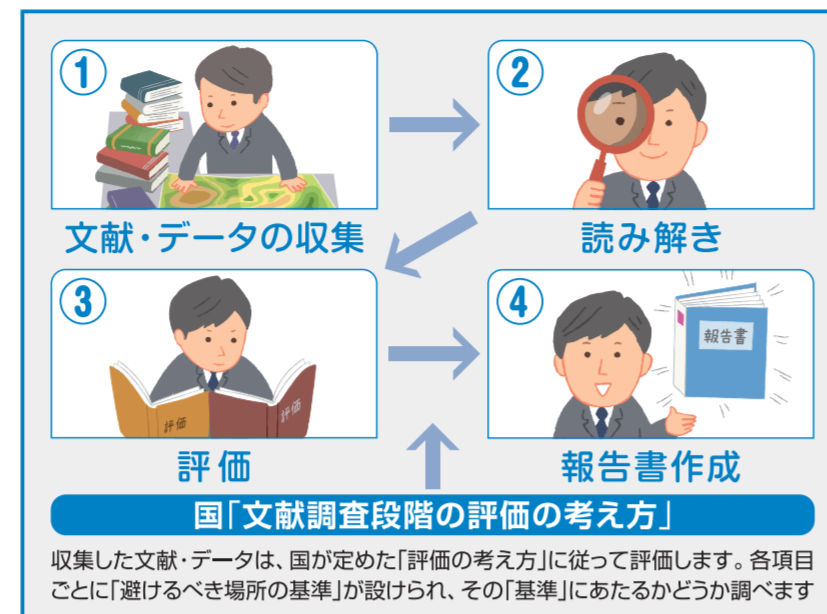 ①
②
文献・データの収集
読み解き
③
④
評価
評価
報告書
評価
報告書作成
国「文献調査段階の評価の考え方」
収集した文献・データは、国が定めた「評価の考え方」に従って評価します。各項目
ごとに「避けるべき場所の基準」が設けられ、その「基準」にあたるかどうか調べます